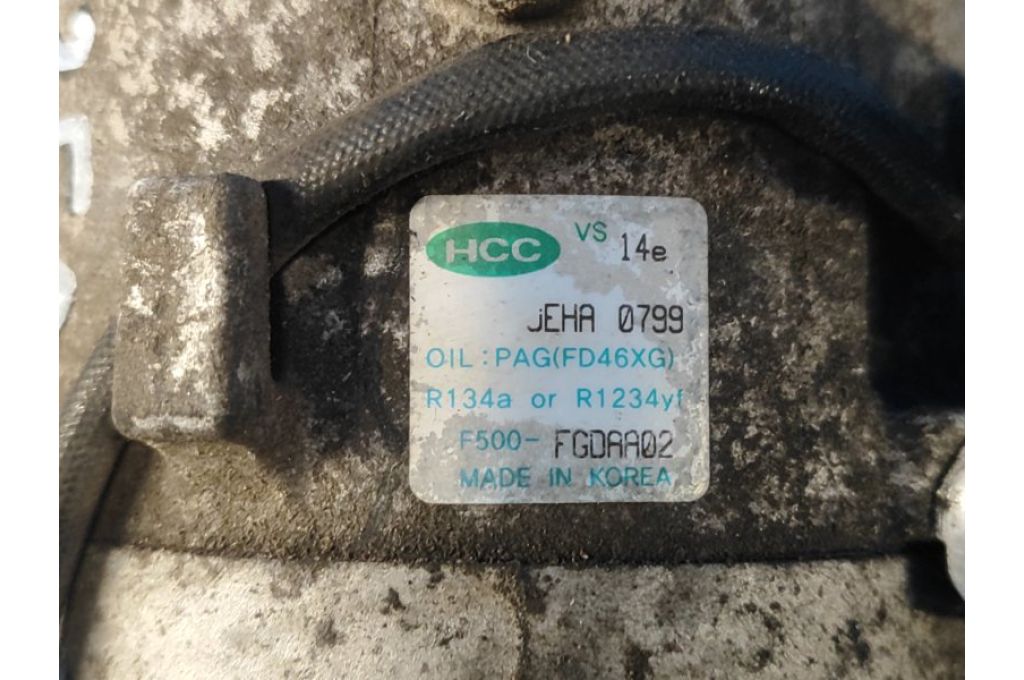 HCC VS 14e
JEHA 0799
OIL : PAG(FD46XG)
R134a or R1234yf
F500- FGDAA02
MADE IN KOREA